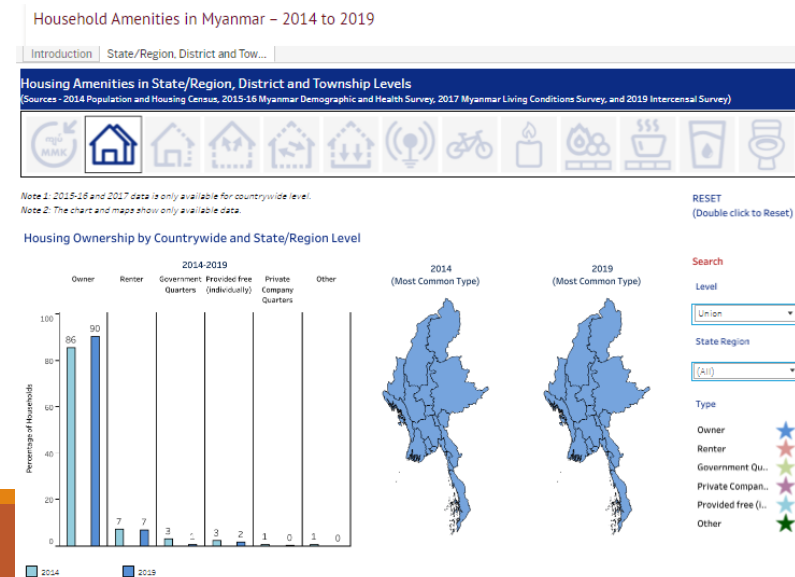 Household Amenities in Myanmar – 2014 to 2019
Introduction
State/Region, District and Tow...
Housing Amenities in State/Region, District and Township Levels
(Sources - 2014 Population and Housing Census, 2015-16 Myanmar Demographic and Health Survey, 2017 Myanmar Living Conditions Survey, and 2019 Intercensal Survey)
MMK
Note 1: 2015-16 and 2017 data is only available for countrywide level.
Note 2: The chart and maps show only available data.
RESET
(Double click to Reset)
Housing Ownership by Countrywide and State/Region Level
2014-2019
Owner
Renter
Government Quarters
Provided free (individually)
Private Company Quarters
Other
Percentage of Households
100
80
60
40
20
0
86
90
7
7
3
1
3
2
1
0
1
0
2014
2019
2014
(Most Common Type)
2019
(Most Common Type)
Search
Level
Union
State Region
(All)
Type
Owner
Renter
Government Qu..
Private Compan..
Provided free (i..
Other